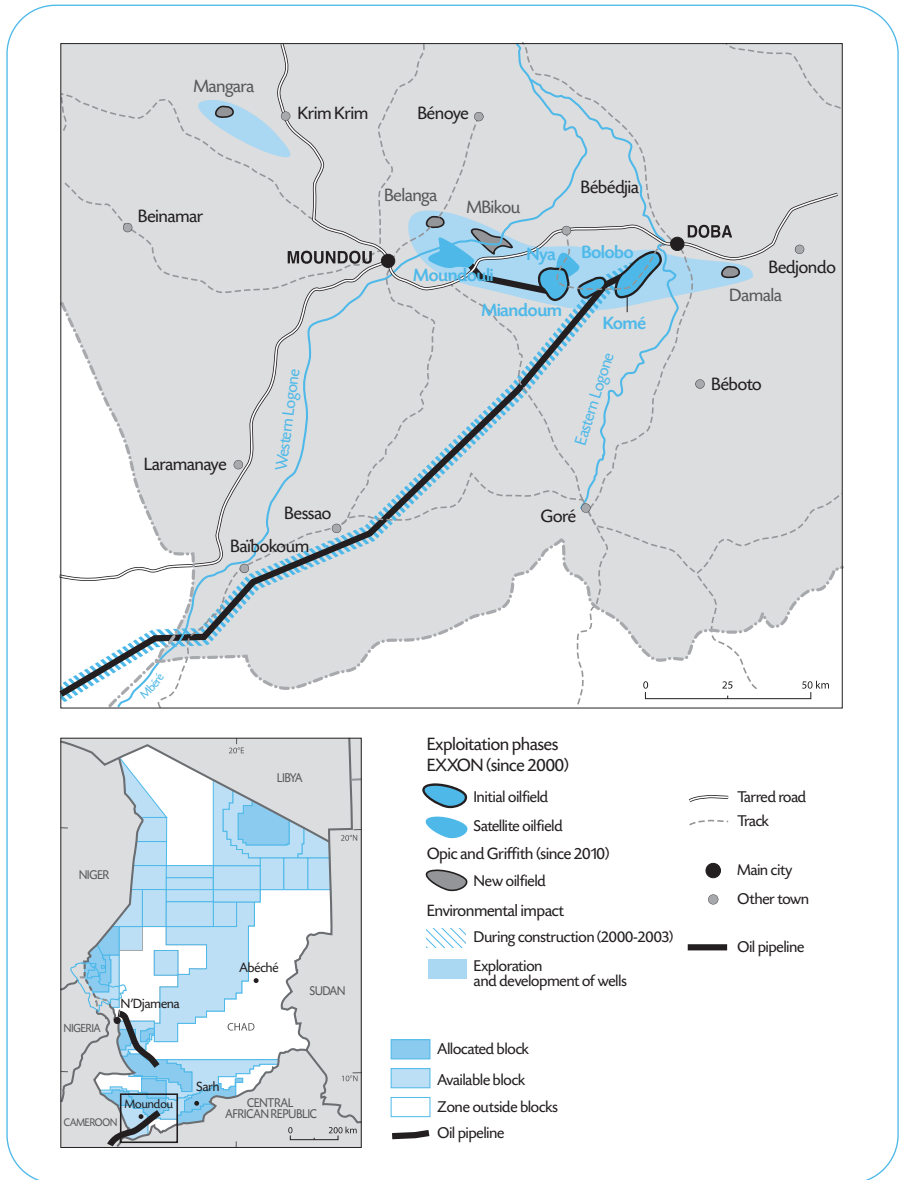 Mangara
Krim Krim
Bénoye
Bébédjia
Belanga
MBikou
Beinamar
DOBA
MOUNDOU
Nya
Bolobo
Bedjondo
Moundouli
Damala
Miandoum
Komé
Béboto
Western Logone
Eastern Logone
Laramanaye
Bessao
Goré
Baïbokoum
Mbéré
0
25
50 km
20°E
LIBYA
20°N
NIGER
Abéché
SUDAN
N'Djamena
NIGERIA
CHAD
10°N
Sarh
Moundou
CENTRAL
AFRICAN REPUBLIC
CAMEROON
0
200 km
Exploitation phases
EXXON (since 2000)
Initial oilfield
Satellite oilfield
Opic and Griffith (since 2010)
New oilfield
Environmental impact
During construction (2000-2003)
Exploration
and development of wells
Tarred road
Track
Main city
Other town
Oil pipeline
Allocated block
Available block
Zone outside blocks
Oil pipeline